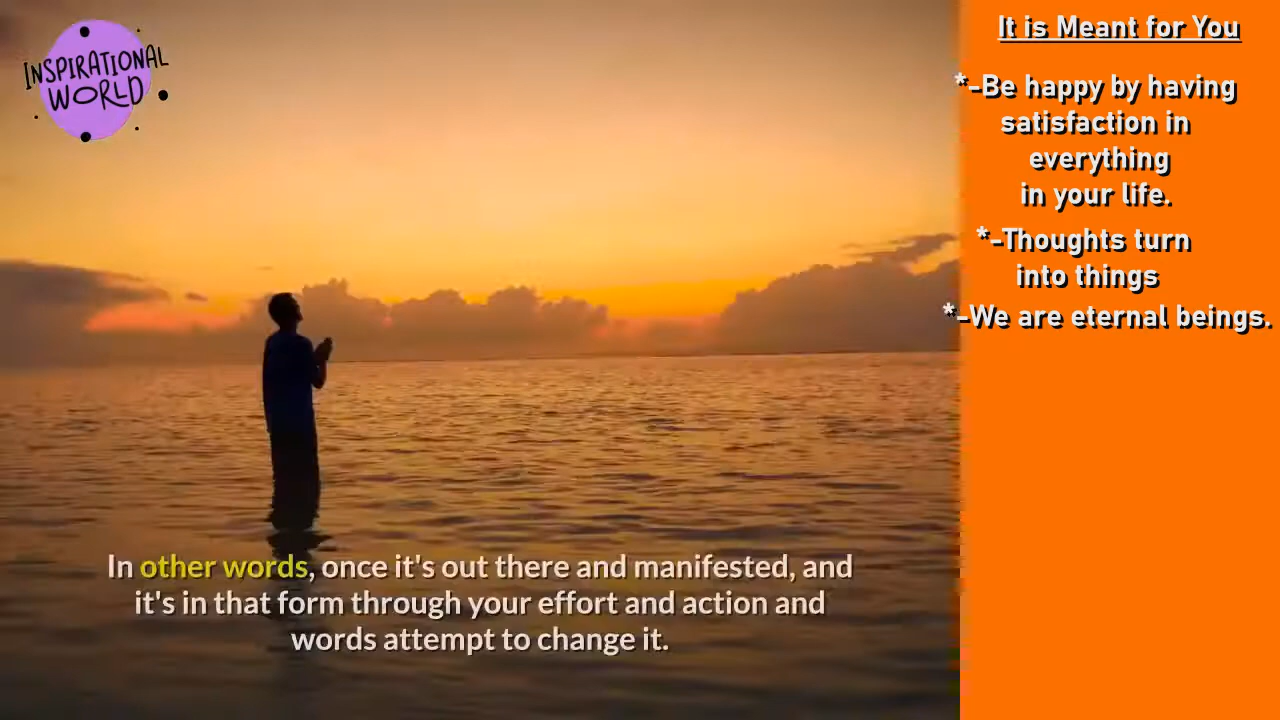 INSPIRATIONAL
WORLD
It is Meant for You
*-Be happy by having
satisfaction in
everything
in your life.
*-Thoughts turn
into things
*-We are eternal beings.
In other words, once it's out there and manifested, and
it's in that form through your effort and action and
words attempt to change it.